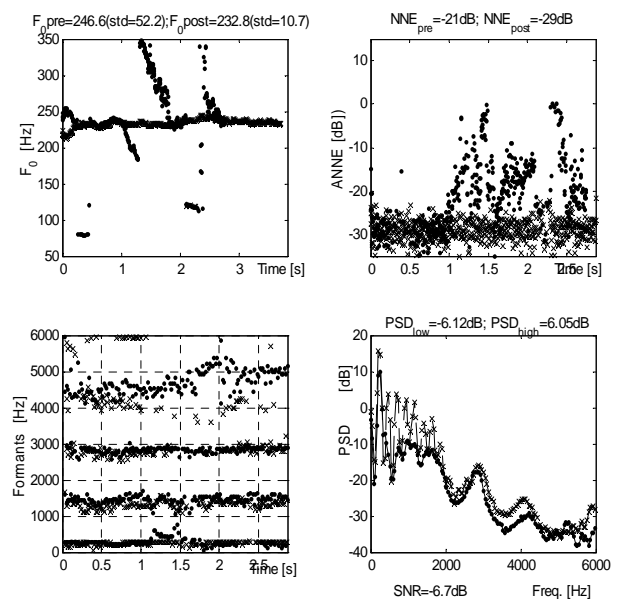 F0pre=246.6(std=52.2);F0post=232.8(std=10.7)
350
300
250
200
150
100
50
F0 [Hz]
0 1 2 3 Time [s]
NNEpre=-21dB; NNEpost=-29dB
10
0
-10
-20
-30
ANNE [dB])
0 0.5 1 1.5 2 2.5 Time [s]
6000
5000
4000
3000
2000
1000
0
Formants [Hz]
0 0.5 1 1.5 2 2.5 Time [s]
PSDlow=-6.12dB; PSDhigh=6.05dB
20
10
0
-10
-20
-30
-40
PSD [dB]
0 2000 4000 6000
SNR=-6.7dB Freq. [Hz]